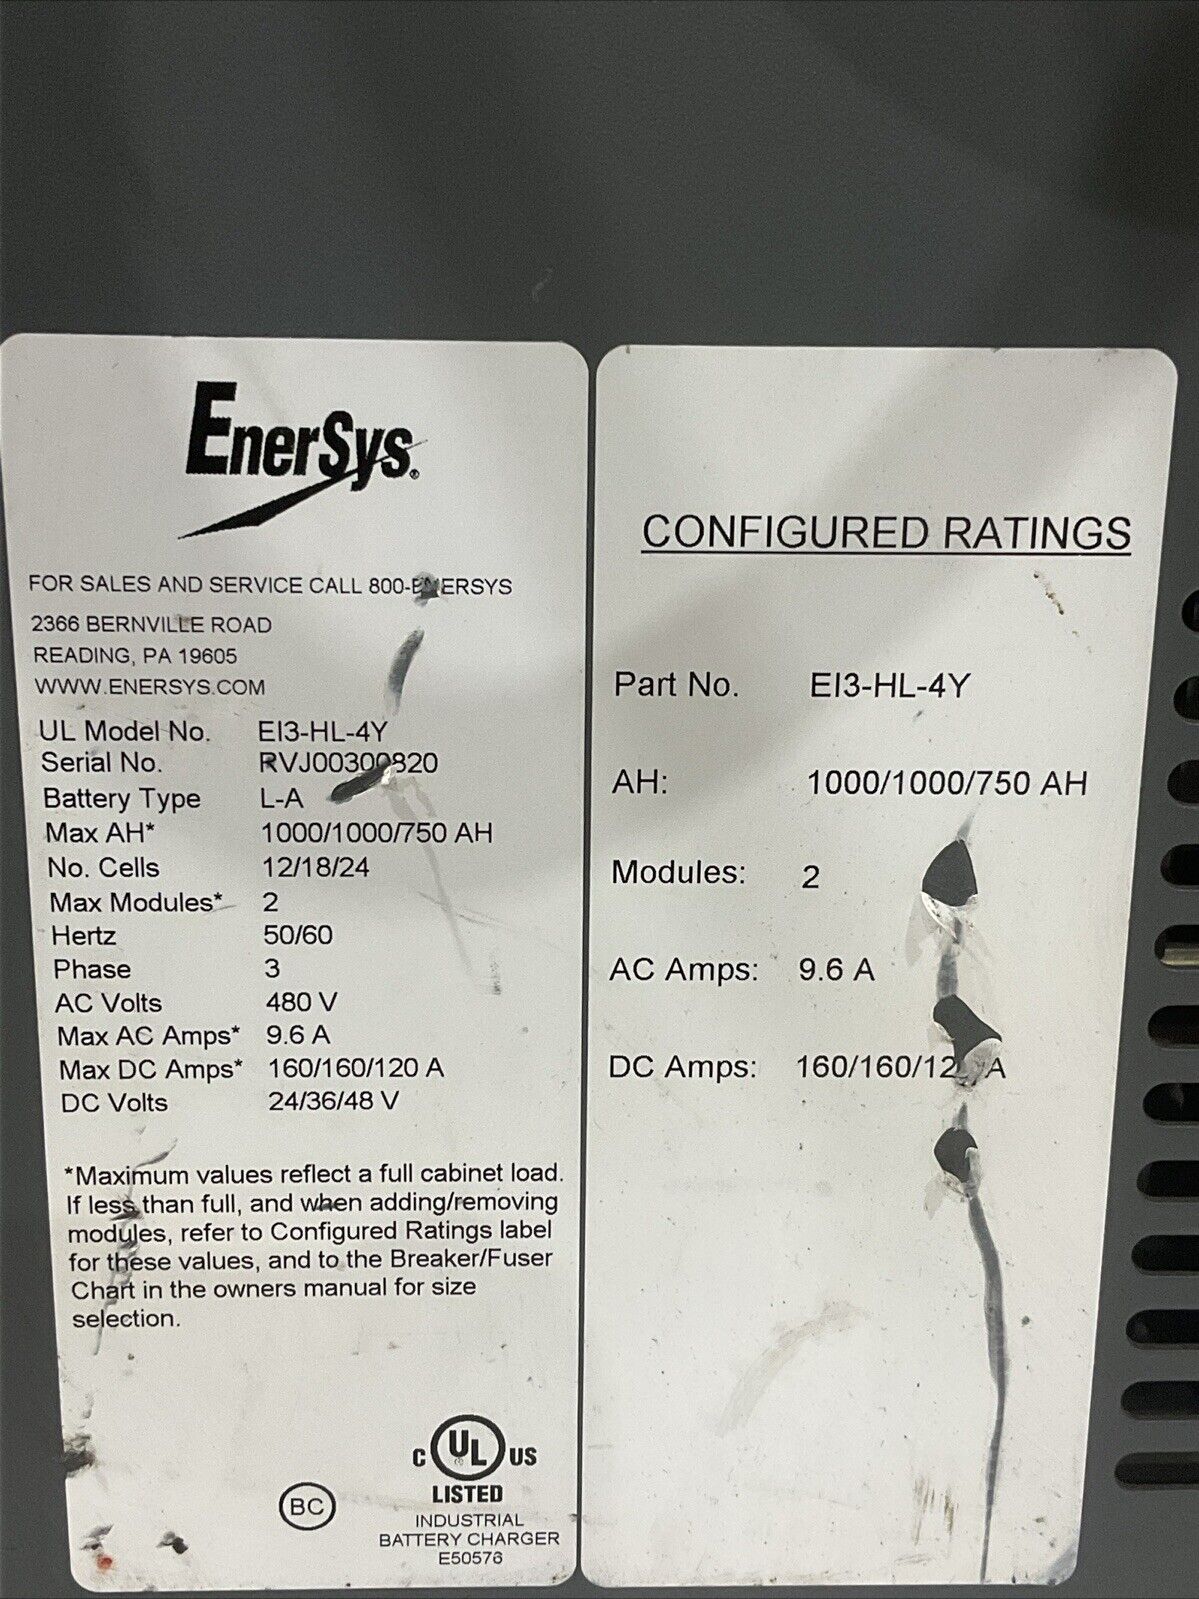 EnerSys®
FOR SALES AND SERVICE CALL 800-ENERSYS
2366 BERNVILLE ROAD
READING, PA 19605
WWW.ENERSYS.COM
UL Model No. EI3-HL-4Y
Serial No. RVJ00300820
Battery Type L-A
Max AH* 1000/1000/750 AH
No. Cells 12/18/24
Max Modules* 2
Hertz 50/60
Phase 3
AC Volts 480 V
Max AC Amps* 9.6 A
Max DC Amps* 160/160/120 A
DC Volts 24/36/48 V
*Maximum values reflect a full cabinet load.
If less than full, and when adding/removing
modules, refer to Configured Ratings label
for these values, and to the Breaker/Fuser
Chart in the owners manual for size
selection.
BC
C UL US
LISTED
INDUSTRIAL
BATTERY CHARGER
E50576
CONFIGURED RATINGS
Part No. EI3-HL-4Y
AH: 1000/1000/750 AH
Modules: 2
AC Amps: 9.6 A
DC Amps: 160/160/12 A